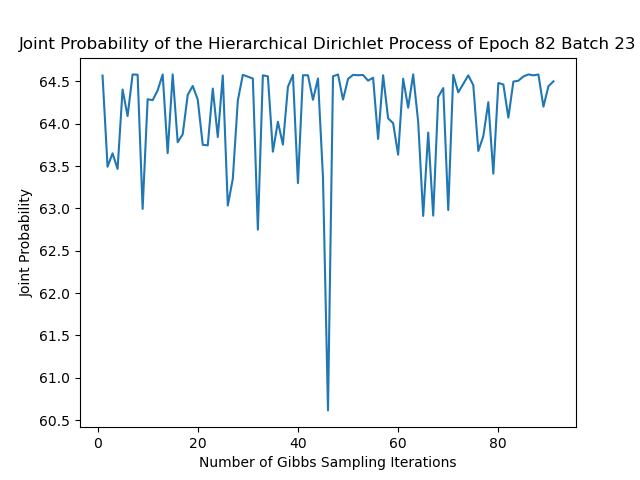 Joint Probability of the Hierarchical Dirichlet Process of Epoch 82 Batch 23
64.5
64.0
63.5
63.0
62.5
62.0
61.5
61.0
60.5
Joint Probability
0 20 40 60 80
Number of Gibbs Sampling Iterations